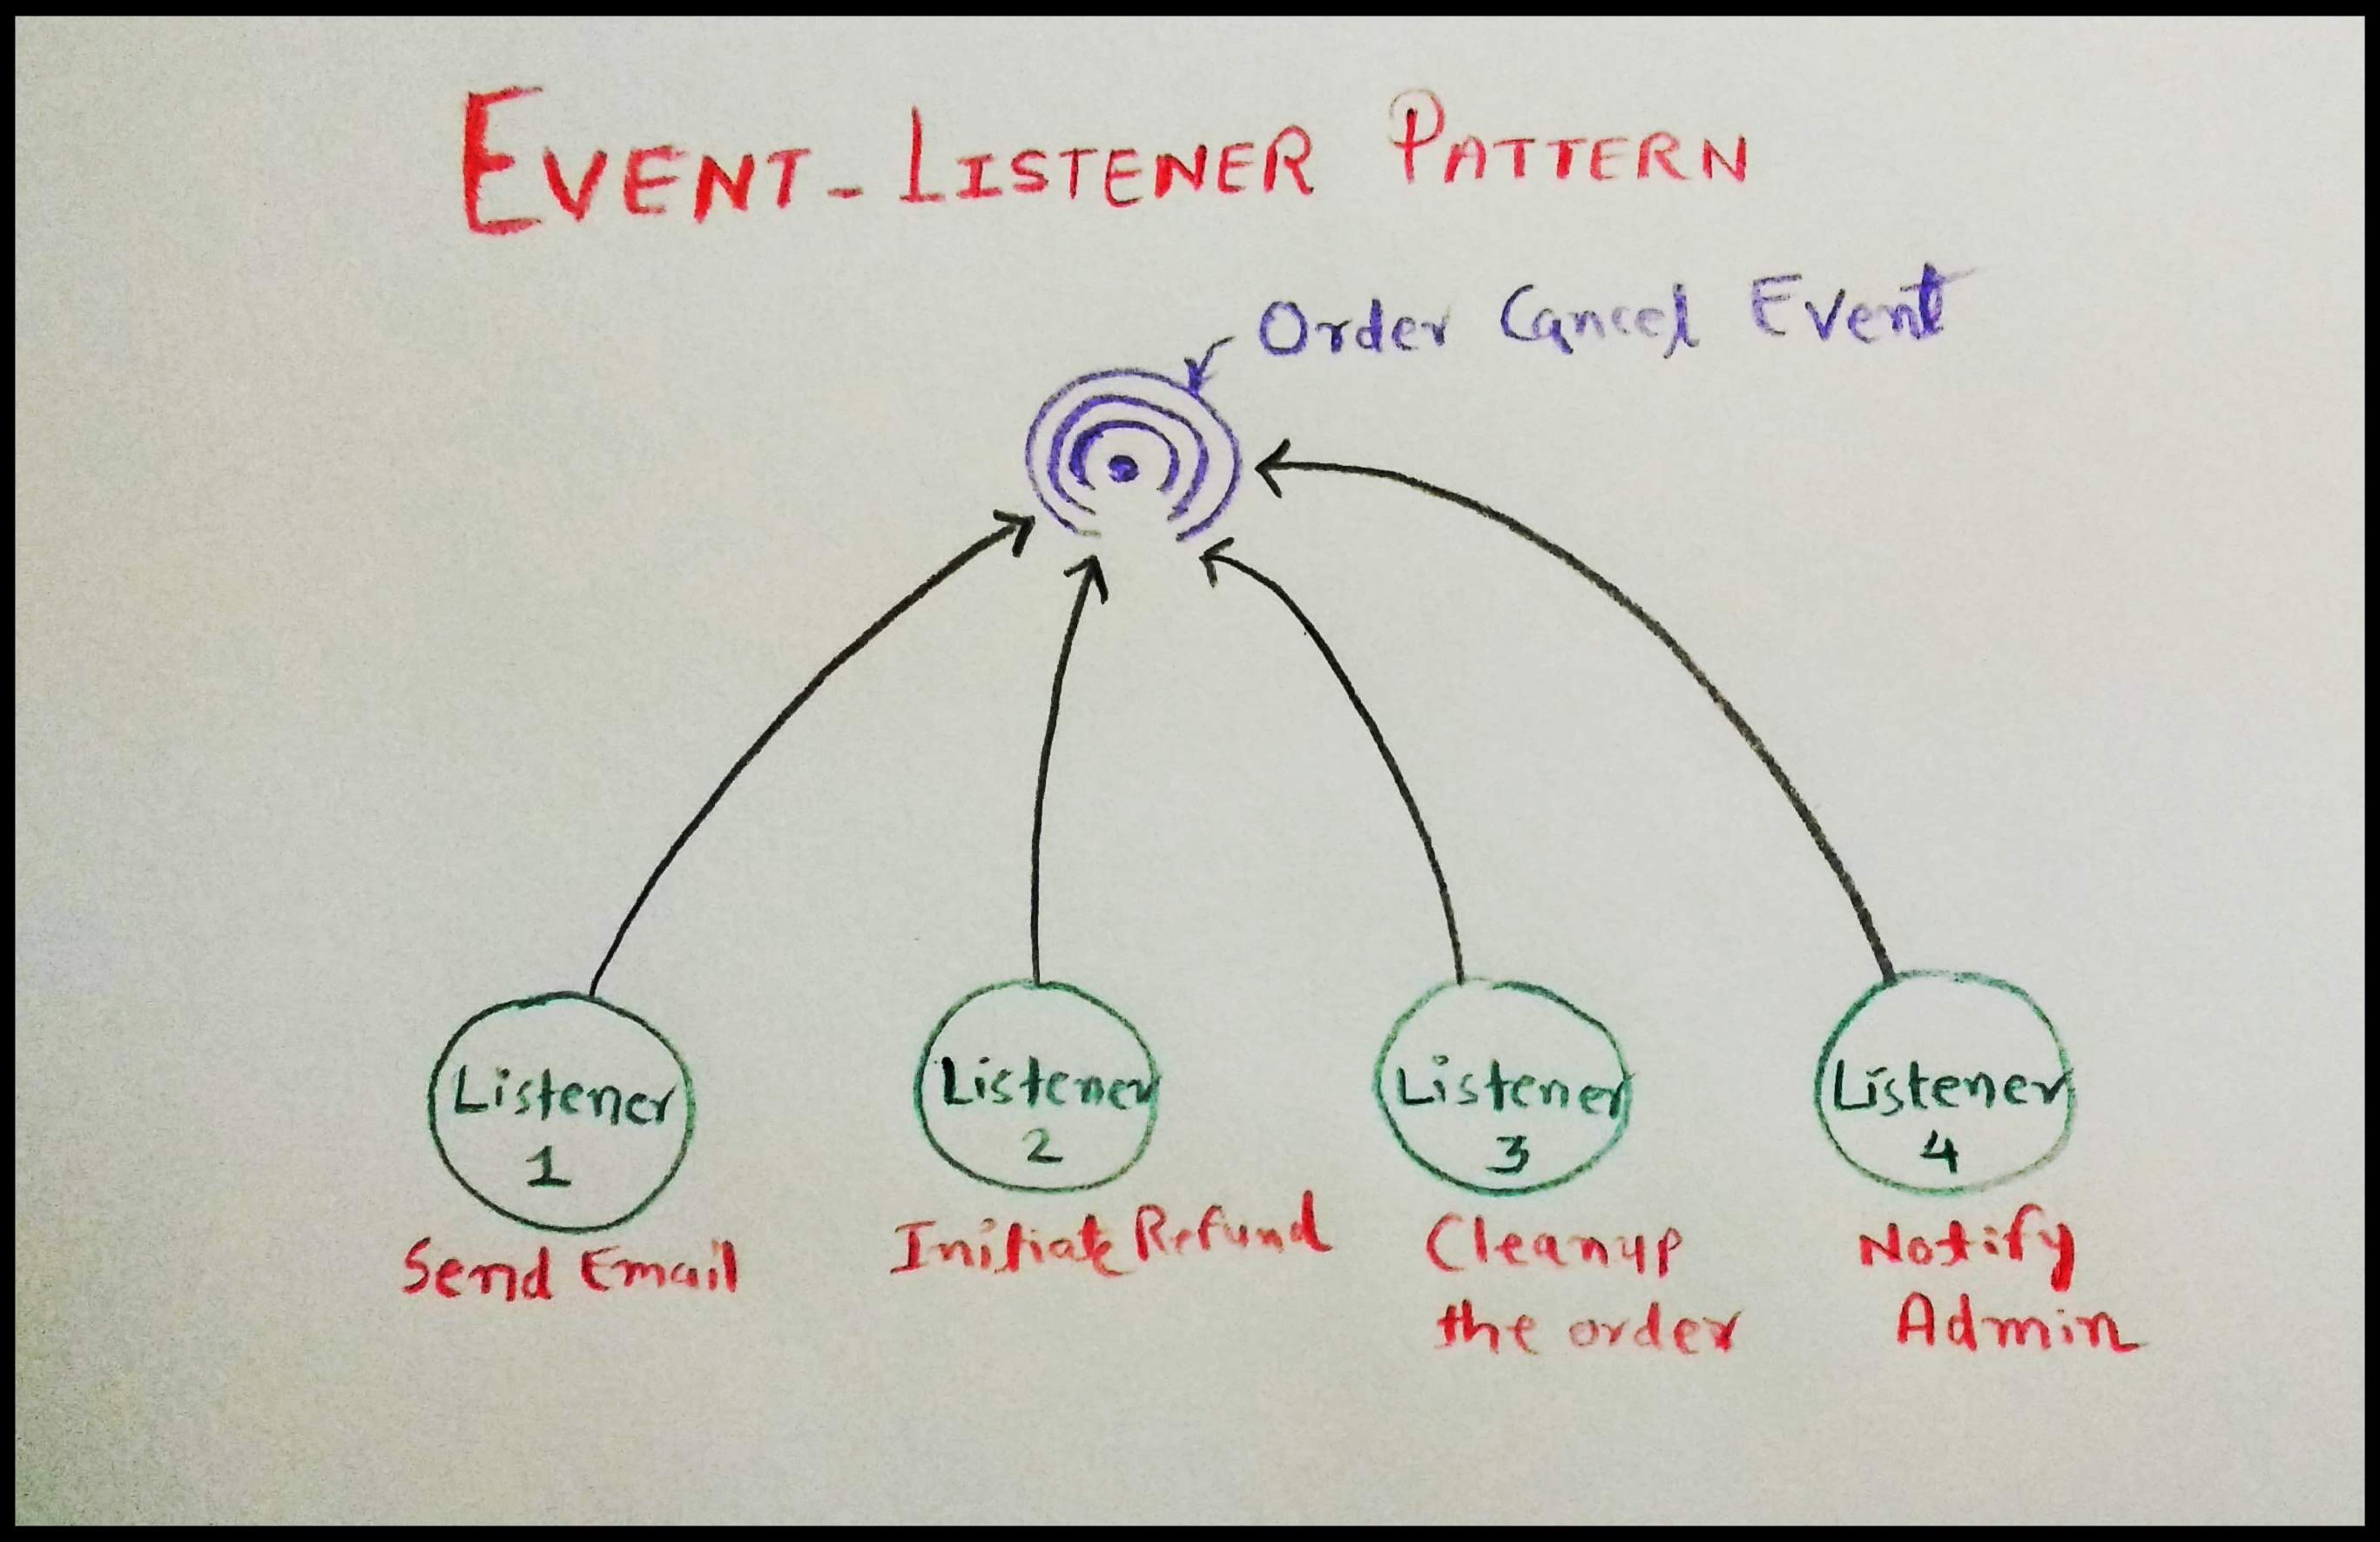 EVENT-LISTENER PATTERN
Order Cancel Event
Listener
1
Send Email
Listener
2
Initiate Refund
Listener
3
Cleanup
the order
Listener
4
Notify
Admin